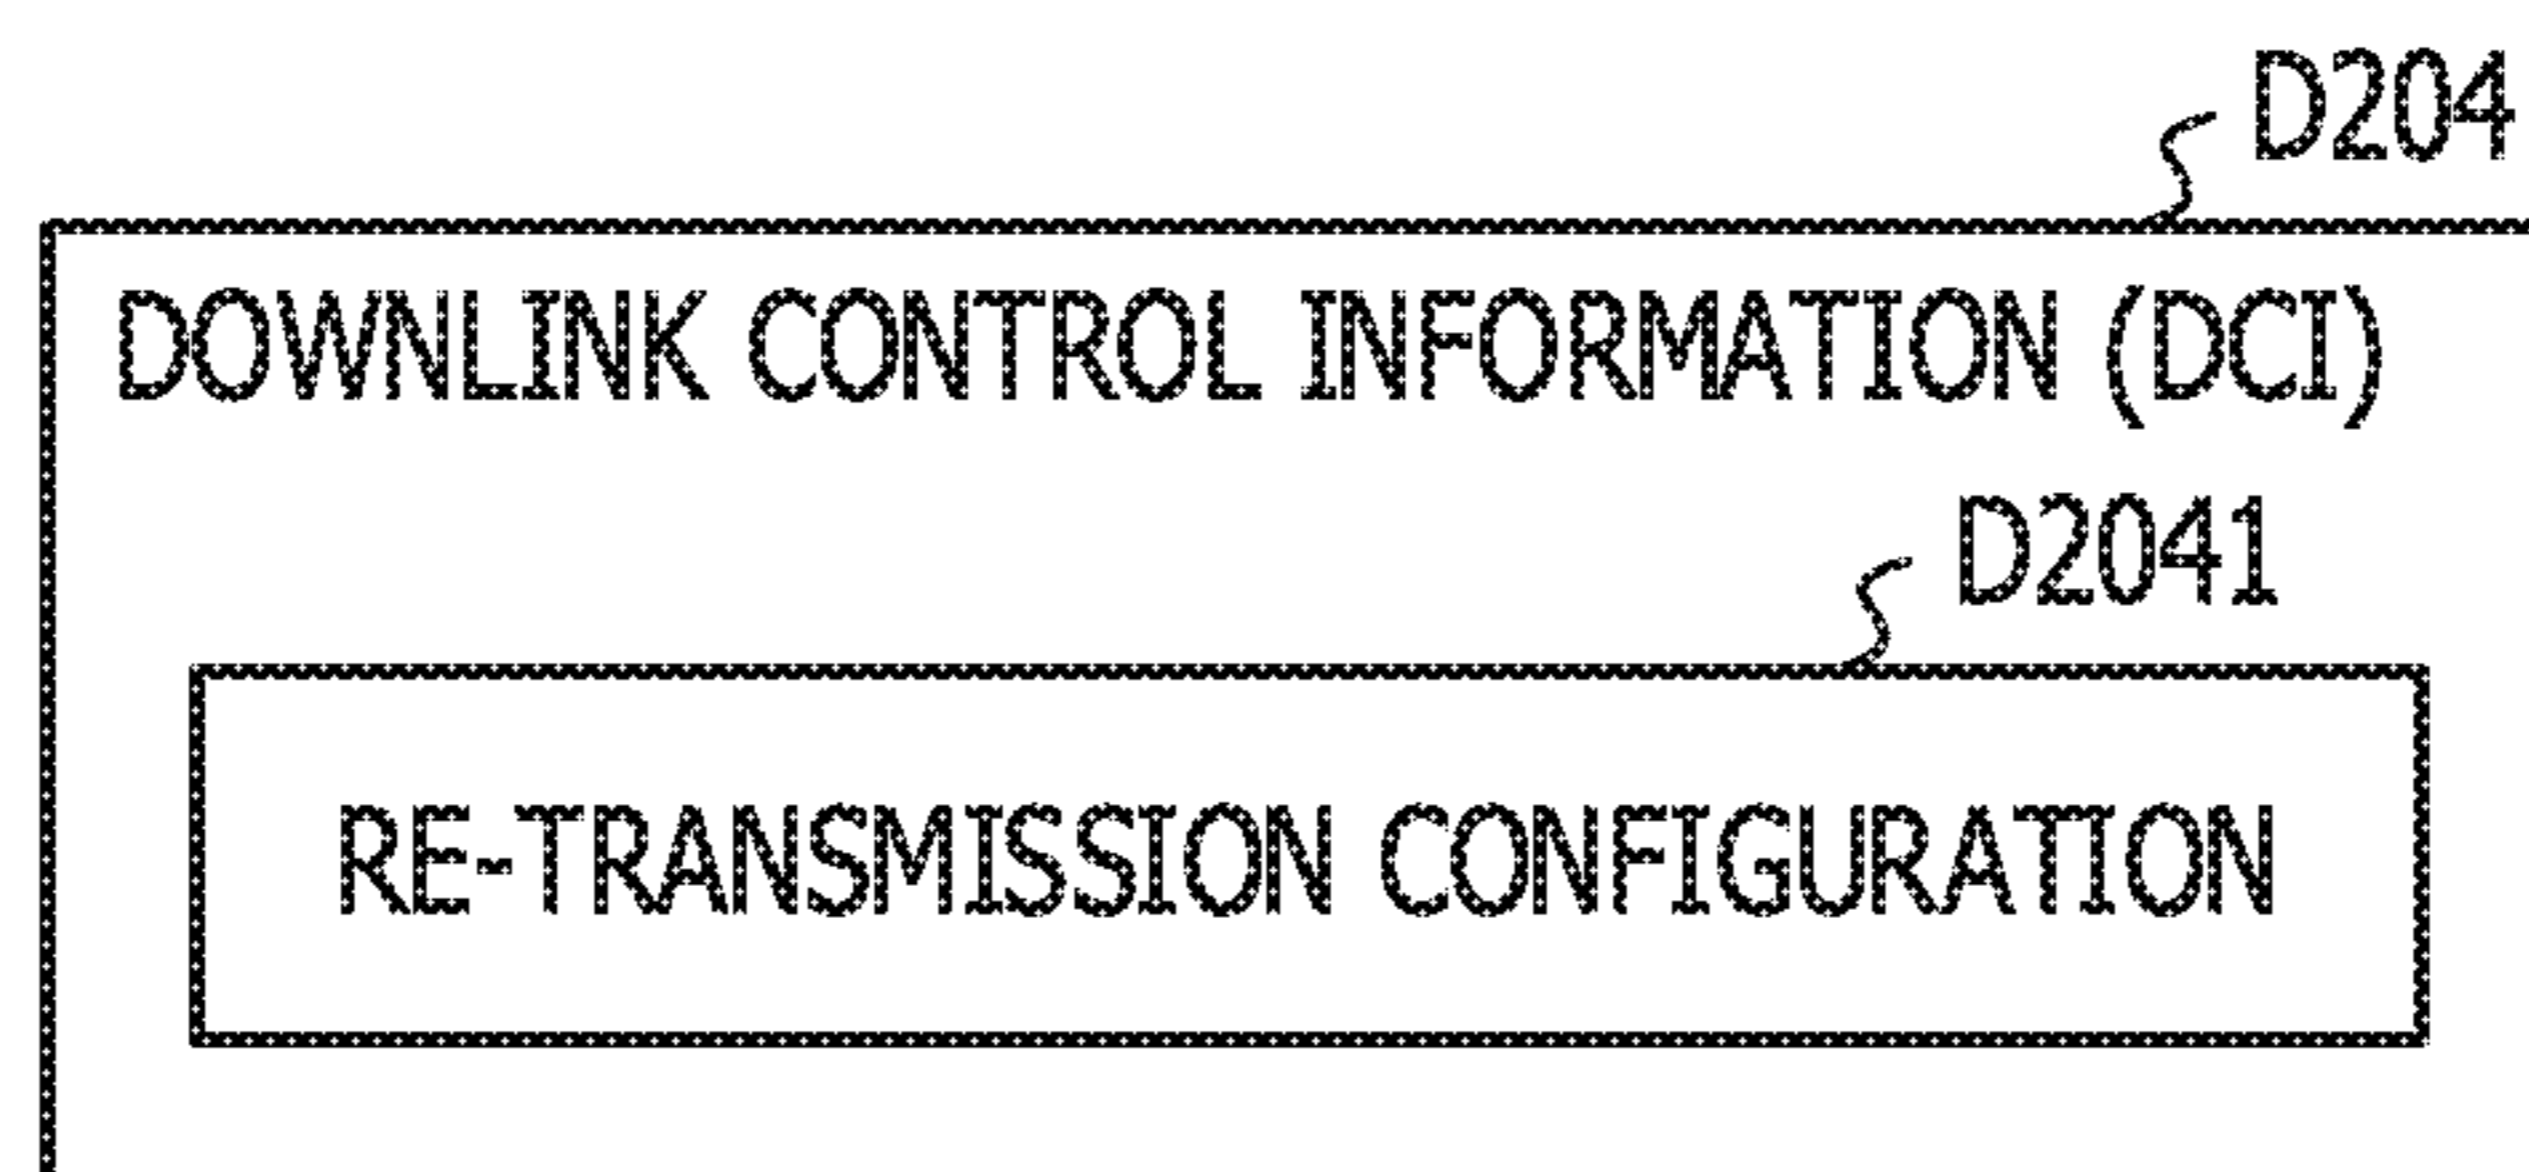 D204
DOWNLINK CONTROL INFORMATION (DCI)
D2041
RE-TRANSMISSION CONFIGURATION